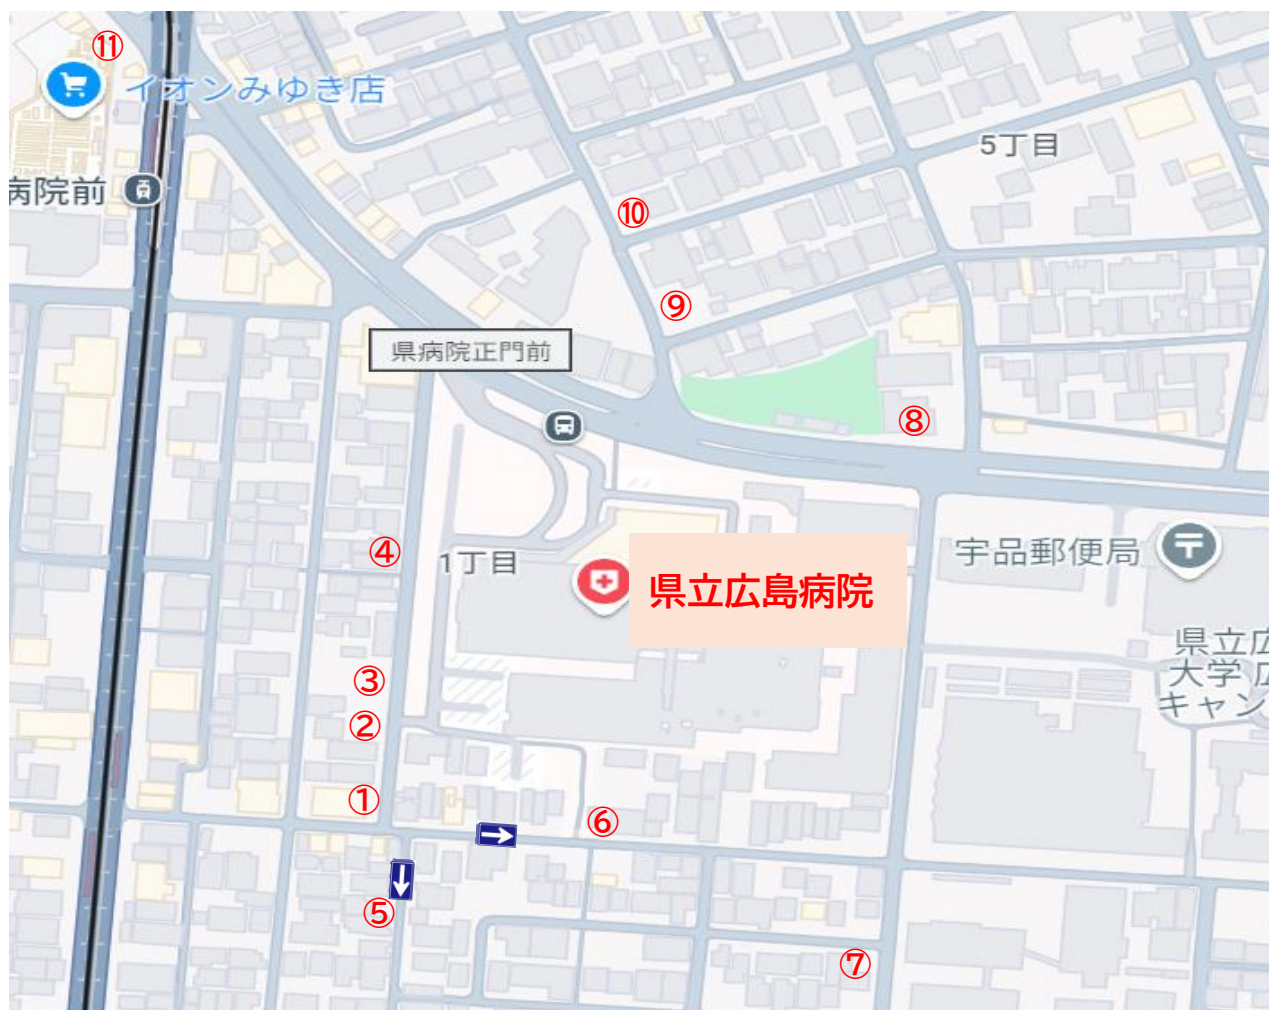 ⑪
イオンみゆき店
5丁目
病院前
⑩
⑨
県病院正門前
⑧
④
1丁目
県立広島病院
宇品郵便局
県立広
大学 広
キャン
③
②
①
⑥
⑤
⑦